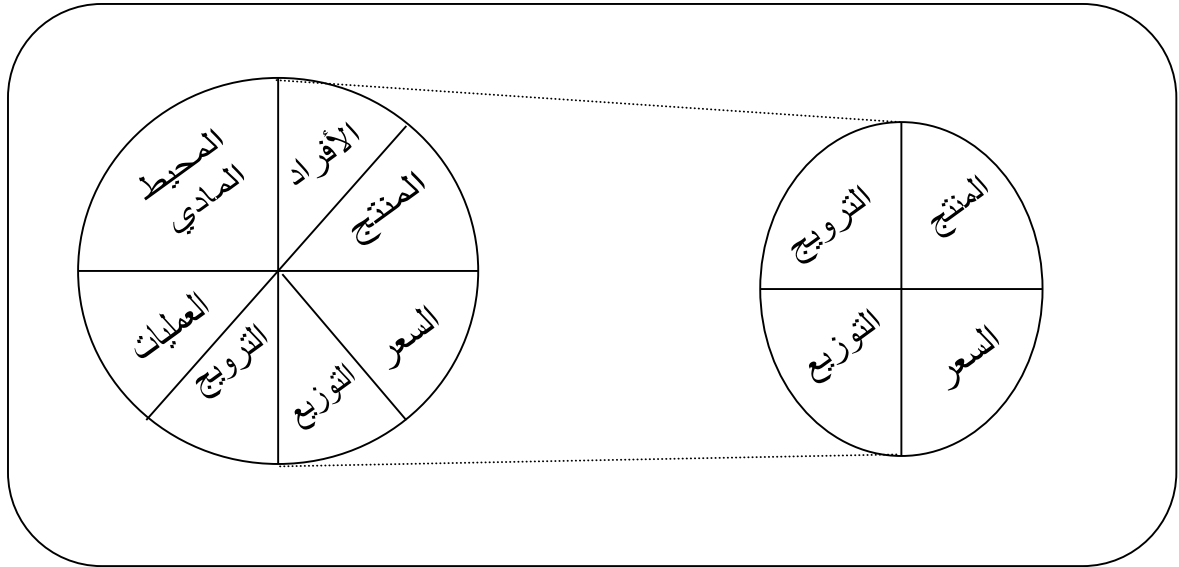 المنتج
الترويج
السعر
التوزيع
الأفراد
المنتج
السعر
التوزيع
الترويج
العمليات
المحيط
المادي